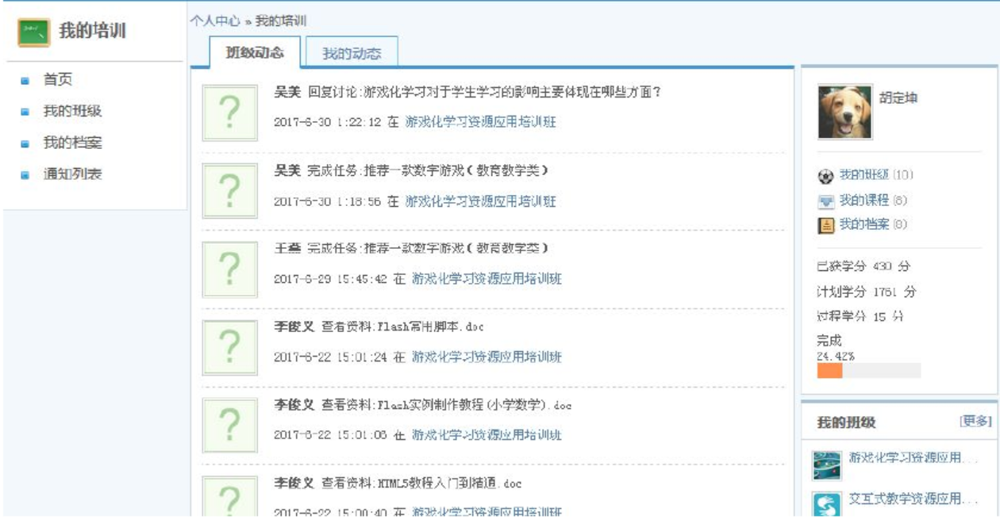 我的培训
首页
我的班级
我的档案
通知列表
个人中心 » 我的培训
班级动态 我的动态
吴美 回复讨论:游戏化学习对于学生学习的影响主要体现在哪些方面?
2017-6-30 1:22:12 在 游戏化学习资源应用培训班
吴美 完成任务:推荐一款数字游戏(教育教学类)
2017-6-30 1:18:56 在 游戏化学习资源应用培训班
王燕 完成任务:推荐一款数字游戏(教育教学类)
2017-6-29 15:45:42 在 游戏化学习资源应用培训班
李俊义 查看资料:Flash常用脚本.doc
2017-6-22 15:01:24 在 游戏化学习资源应用培训班
李俊义 查看资料:Flash实例制作教程(小学数学).doc
2017-6-22 15:01:06 在 游戏化学习资源应用培训班
李俊义 查看资料:HTML5教程入门到精通.doc
2017-6-22 15:00:40 在 游戏化学习资源应用培训班
胡定坤
我的班级 (10)
我的课程 (8)
我的档案 (8)
已获学分 430 分
计划学分 1761 分
过程学分 15 分
完成
24.42%
我的班级 [更多]
游戏化学习资源应用...
交互式教学资源应用...